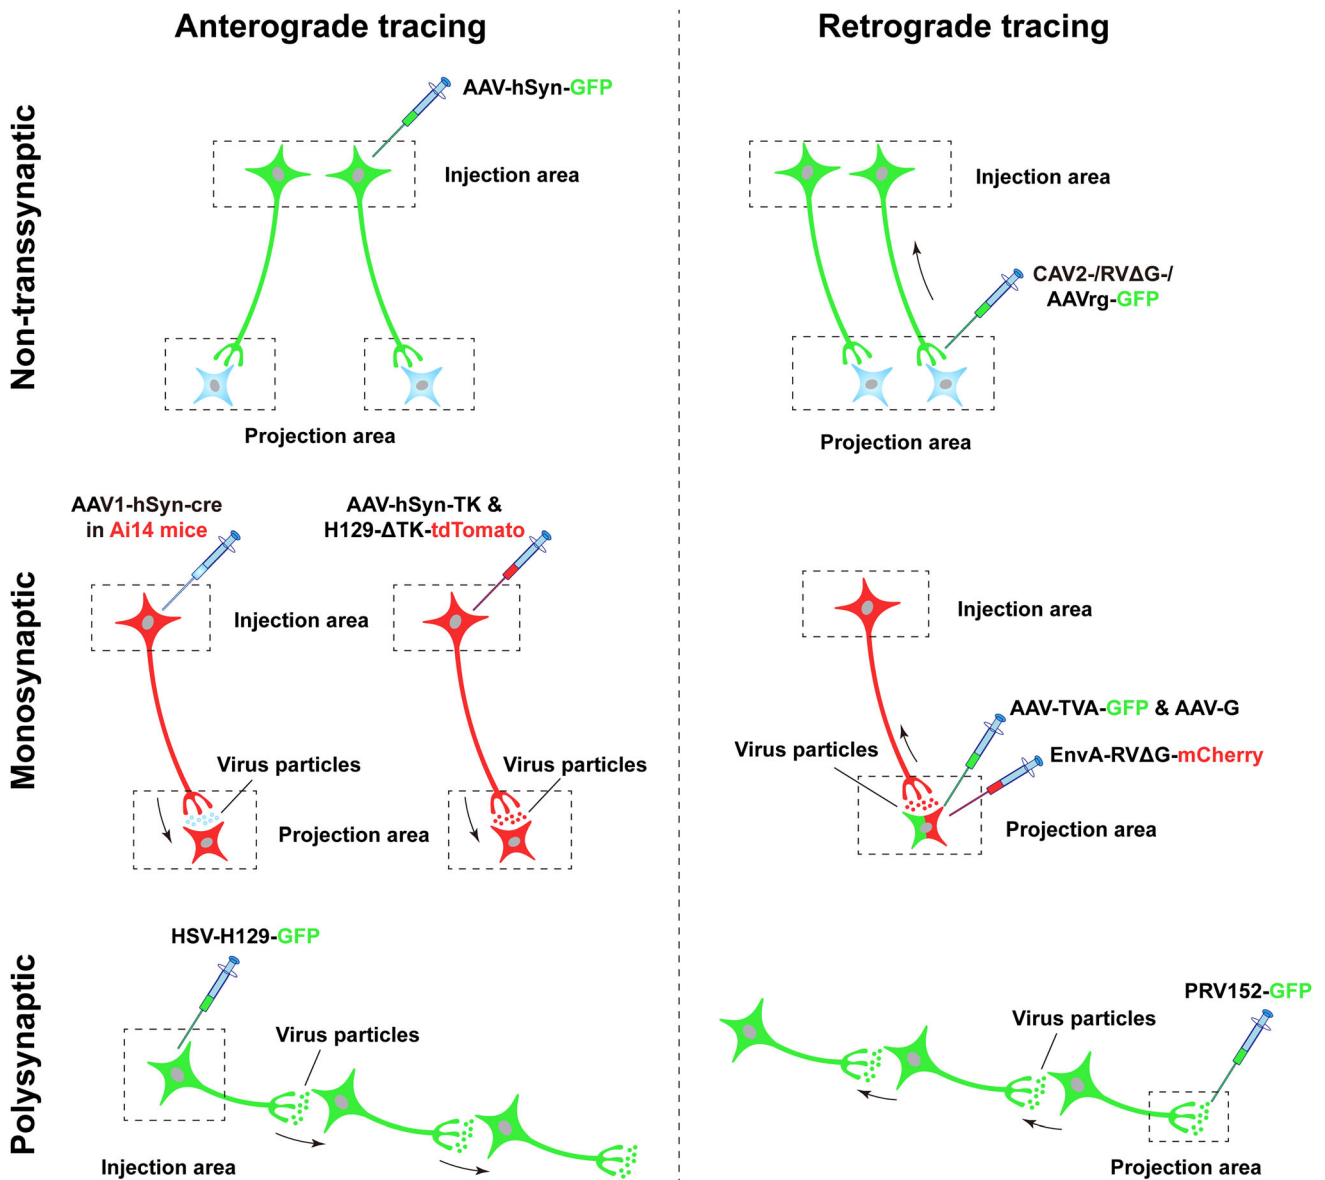 Anterograde tracing
Retrograde tracing
Non-transsynaptic
AAV-hSyn-GFP
Injection area
Projection area
Injection area
CAV2-/RVΔG-/
AAVrg-GFP
Projection area
Monosynaptic
AAV1-hSyn-cre
in Ai14 mice
AAV-hSyn-TK &
H129-ΔTK-tdTomato
Injection area
Virus particles
Virus particles
Projection area
Injection area
AAV-TVA-GFP & AAV-G
Virus particles
EnvA-RVΔG-mCherry
Projection area
Polysynaptic
HSV-H129-GFP
Virus particles
Injection area
PRV152-GFP
Virus particles
Projection area